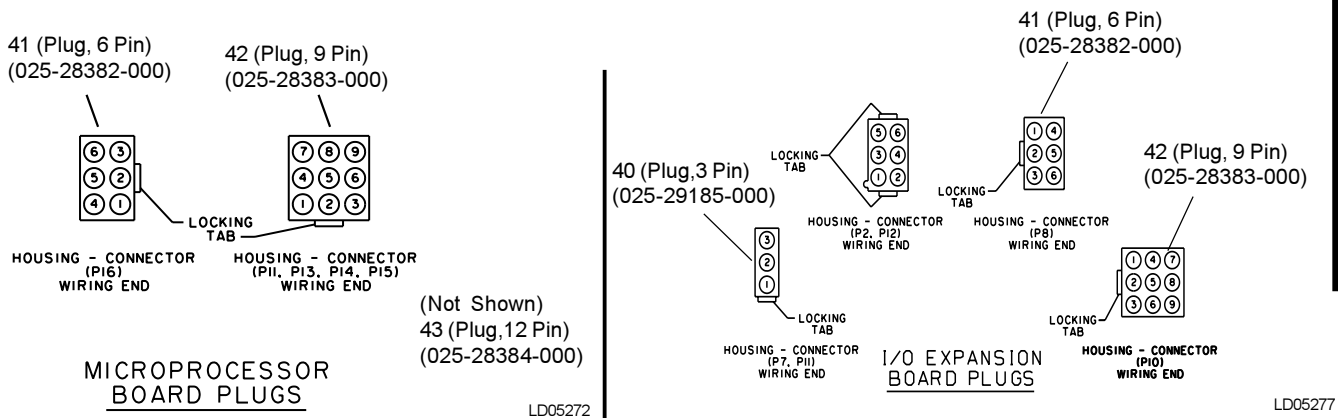 41 (Plug, 6 Pin)
(025-28382-000)
42 (Plug, 9 Pin)
(025-28383-000)
6 3
5 2
4 1
7 8 9
4 5 6
1 2 3
LOCKING
TAB
HOUSING - CONNECTOR
(P16)
WIRING END
HOUSING - CONNECTOR
(P11, P13, P14, P15)
WIRING END
(Not Shown)
43 (Plug,12 Pin)
(025-28384-000)
MICROPROCESSOR
BOARD PLUGS
LD05272
41 (Plug, 6 Pin)
(025-28382-000)
40 (Plug,3 Pin)
(025-29185-000)
LOCKING
TAB
5 6
3 4
1 2
HOUSING - CONNECTOR
(P2, P12)
WIRING END
1 4
2 5
3 6
LOCKING
TAB
HOUSING - CONNECTOR
(P8)
WIRING END
42 (Plug, 9 Pin)
(025-28383-000)
3
2
1
LOCKING
TAB
HOUSING - CONNECTOR
(P7, P11)
WIRING END
1 4 7
2 5 8
3 6 9
LOCKING
TAB
HOUSING - CONNECTOR
(P10)
WIRING END
I/O EXPANSION
BOARD PLUGS
LD05277